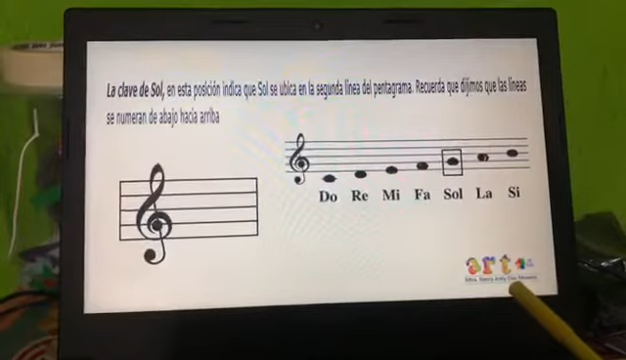 La clave de Sol, en esta posición indica que Sol se ubica en la segunda línea del pentagrama. Recuerda que dijimos que las líneas
se numeran de abajo hacia arriba
Do Re Mi Fa Sol La Si
arte